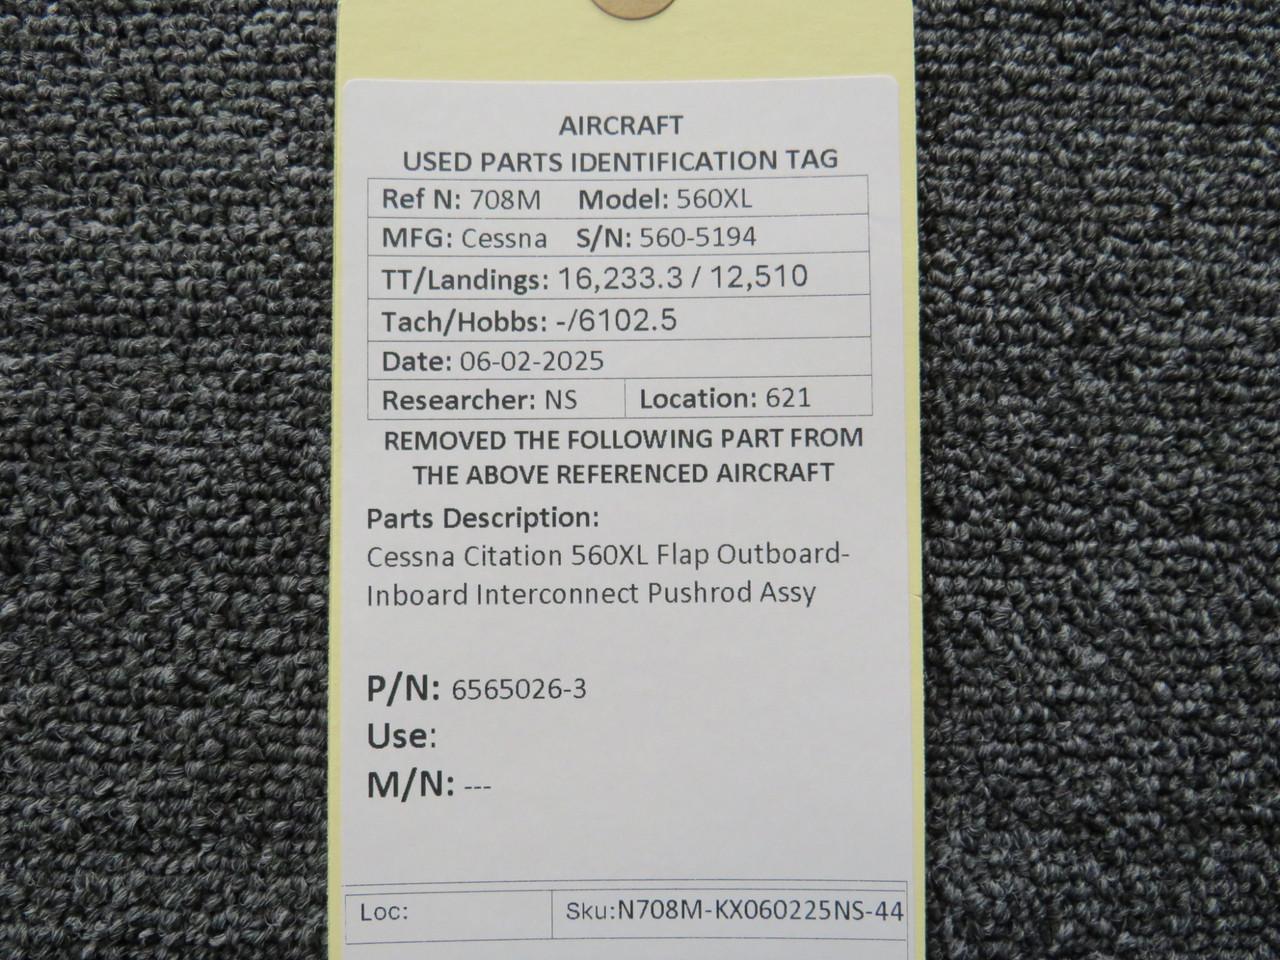 AIRCRAFT
USED PARTS IDENTIFICATION TAG
Ref N: 708M Model: 560XL
MFG: Cessna S/N: 560-5194
TT/Landings: 16,233.3 / 12,510
Tach/Hobbs: -/6102.5
Date: 06-02-2025
Researcher: NS Location: 621
REMOVED THE FOLLOWING PART FROM
THE ABOVE REFERENCED AIRCRAFT
Parts Description:
Cessna Citation 560XL Flap Outboard-
Inboard Interconnect Pushrod Assy
P/N: 6565026-3
Use:
M/N: ---
Loc: Sku:N708M-KX060225NS-44